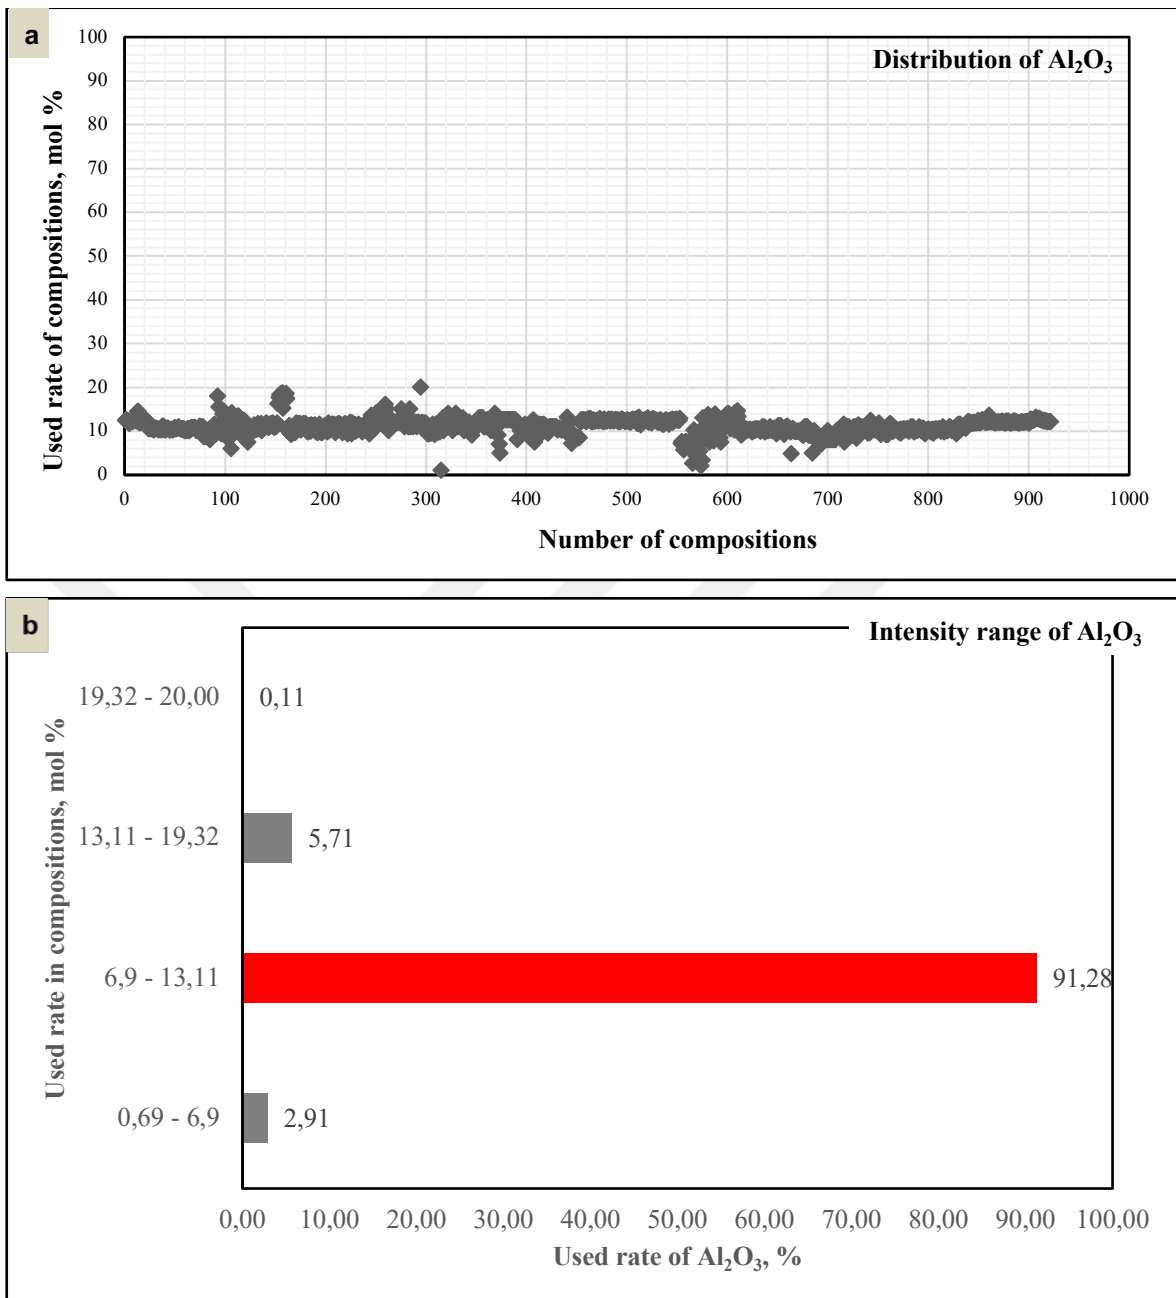 a
Distribution of Al₂O₃
Used rate of compositions, mol %
100
90
80
70
60
50
40
30
20
10
0
0 100 200 300 400 500 600 700 800 900 1000
Number of compositions
b
Intensity range of Al₂O₃
Used rate in compositions, mol %
19,32 - 20,00 0,11
13,11 - 19,32 5,71
6,9 - 13,11 91,28
0,69 - 6,9 2,91
0,00 10,00 20,00 30,00 40,00 50,00 60,00 70,00 80,00 90,00 100,00
Used rate of Al₂O₃, %